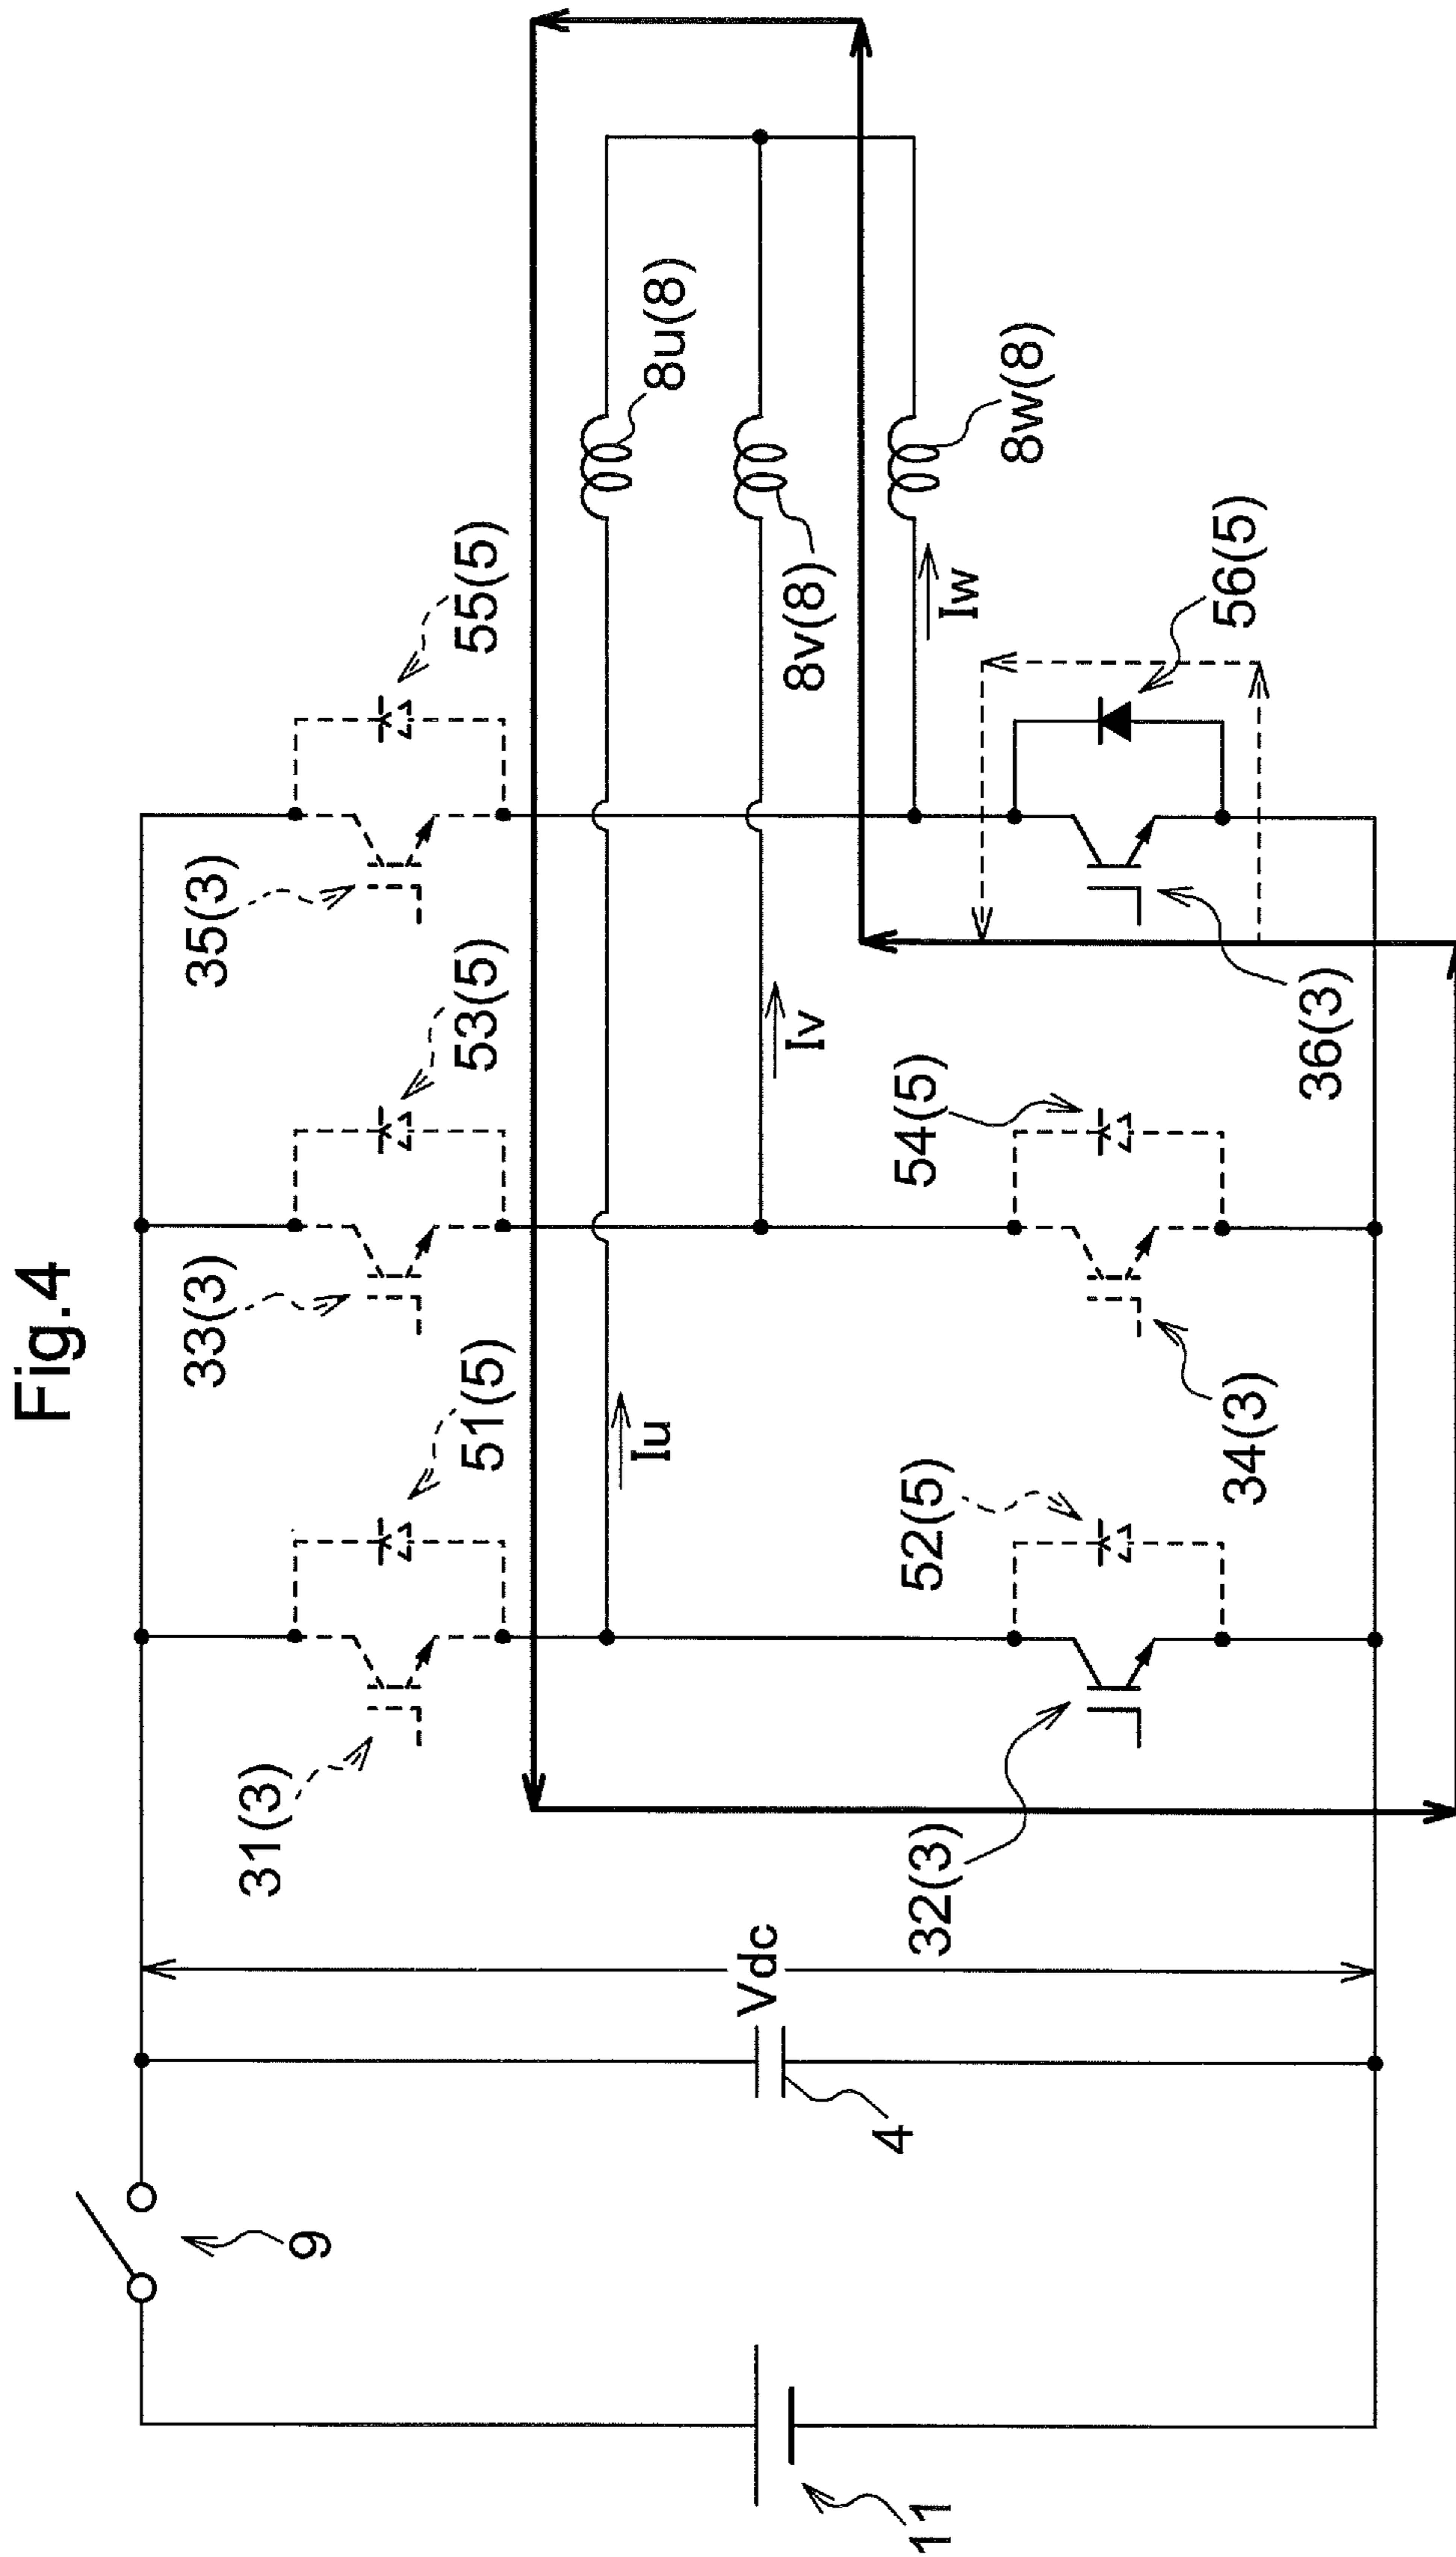 Fig.4
35(3)
55(5)
33(3)
53(5)
31(3)
51(5)
8u(8)
8v(8)
8w(8)
Iu
Iv
Iw
9
Vdc
4
11
32(3)
52(5)
34(3)
54(5)
36(3)
56(5)